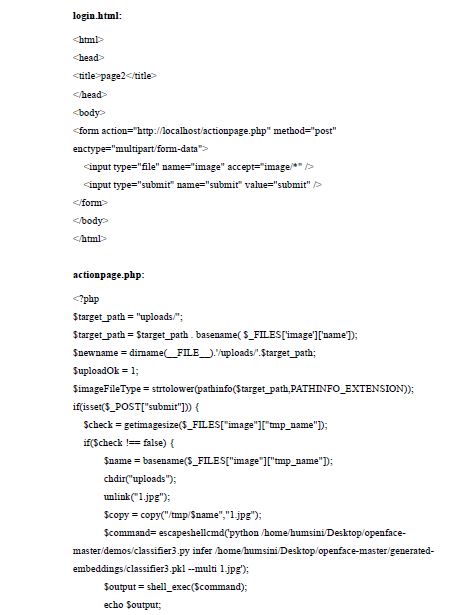 login.html:
<html>
<head>
<title>page2</title>
</head>
<body>
<form action="http://localhost/actionpage.php" method="post"
enctype="multipart/form-data">
<input type="file" name="image" accept="image/*" />
<input type="submit" name="submit" value="submit" />
</form>
</body>
</html>
actionpage.php:
<?php
$target_path = "uploads/";
$target_path = $target_path . basename( $_FILES['image']['name']);
$newname = dirname(__FILE__).'/uploads/'.$target_path;
$uploadOk = 1;
$imageFileType = strtolower(pathinfo($target_path,PATHINFO_EXTENSION));
if(isset($_POST["submit"])) {
$check = getimagesize($_FILES["image"]["tmp_name"]);
if($check !== false) {
$name = basename($_FILES["image"]["tmp_name"]);
chdir("uploads");
unlink("1.jpg");
$copy = copy("/tmp/$name","1.jpg");
$command= escapeshellcmd('python /home/humsini/Desktop/openface-
master/demos/classifier3.py infer /home/humsini/Desktop/openface-master/generated-
embeddings/classifier3.pkl --multi 1.jpg');
$output = shell_exec($command);
echo $output;